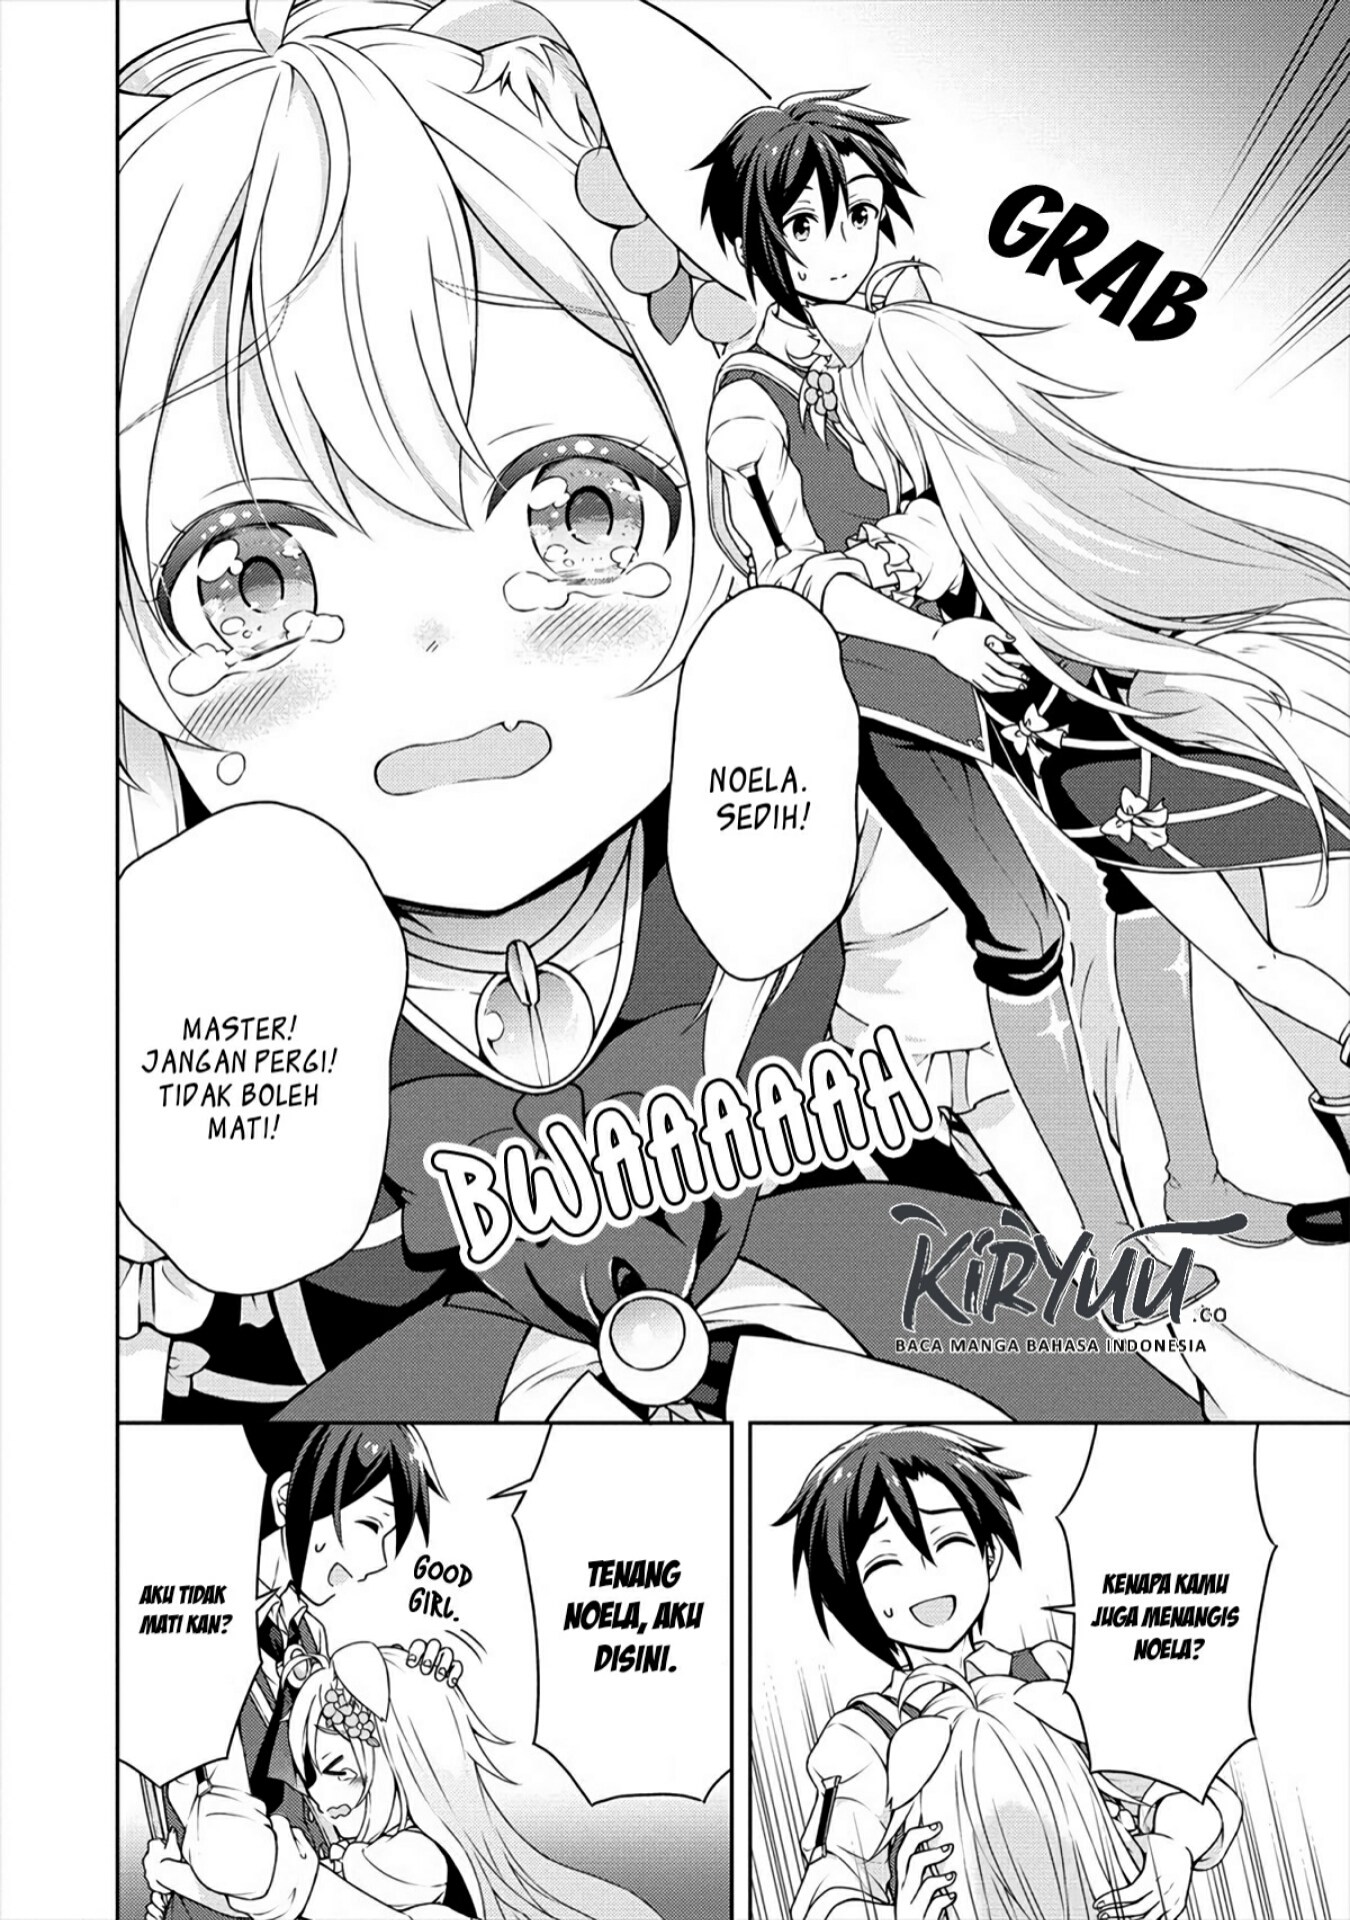 GRAB
NOELA.
SEDIH!
MASTER!
JANGAN PERGI!
TIDAK BOLEH
MATI!
BWAAAAAAH
KIRYUU.CO
BACA MANGA BAHASA INDONESIA
KENAPA KAMU
JUGA MENANGIS
NOELA?
TENANG
NOELA, AKU
DISINI.
GOOD
GIRL.
AKU TIDAK
MATI KAN?